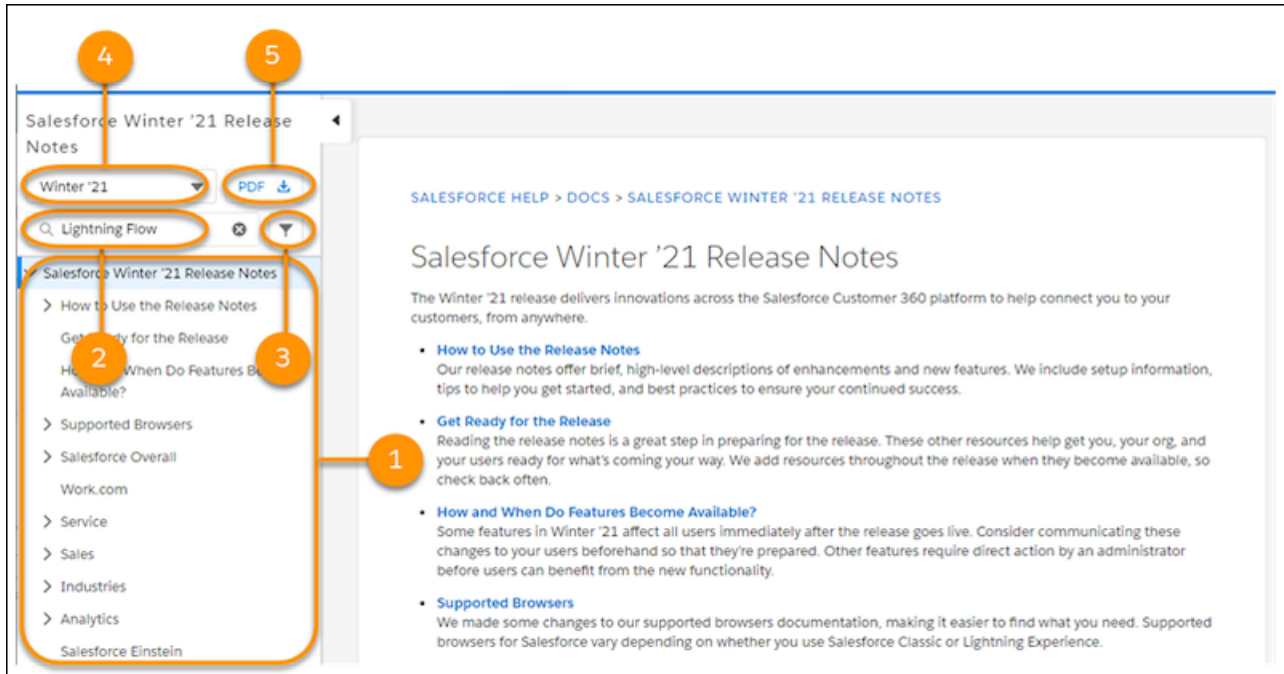 4
5
Salesforce Winter '21 Release
Notes
Winter '21
PDF
Lightning Flow
Salesforce Winter '21 Release Notes
How to Use the Release Notes
Get Ready for the Release
2
3
When Do Features
Available?
Supported Browsers
Salesforce Overall
1
Work.com
Service
Sales
Industries
Analytics
Salesforce Einstein
SALESFORCE HELP > DOCS > SALESFORCE WINTER '21 RELEASE NOTES
Salesforce Winter '21 Release Notes
The Winter '21 release delivers innovations across the Salesforce Customer 360 platform to help connect you to your
customers, from anywhere.
• How to Use the Release Notes
Our release notes offer brief, high-level descriptions of enhancements and new features. We include setup information,
tips to help you get started, and best practices to ensure your continued success.
• Get Ready for the Release
Reading the release notes is a great step in preparing for the release. These other resources help get you, your org, and
your users ready for what's coming your way. We add resources throughout the release when they become available, so
check back often.
• How and When Do Features Become Available?
Some features in Winter '21 affect all users immediately after the release goes live. Consider communicating these
changes to your users beforehand so that they're prepared. Other features require direct action by an administrator
before users can benefit from the new functionality.
• Supported Browsers
We made some changes to our supported browsers documentation, making it easier to find what you need. Supported
browsers for Salesforce vary depending on whether you use Salesforce Classic or Lightning Experience.